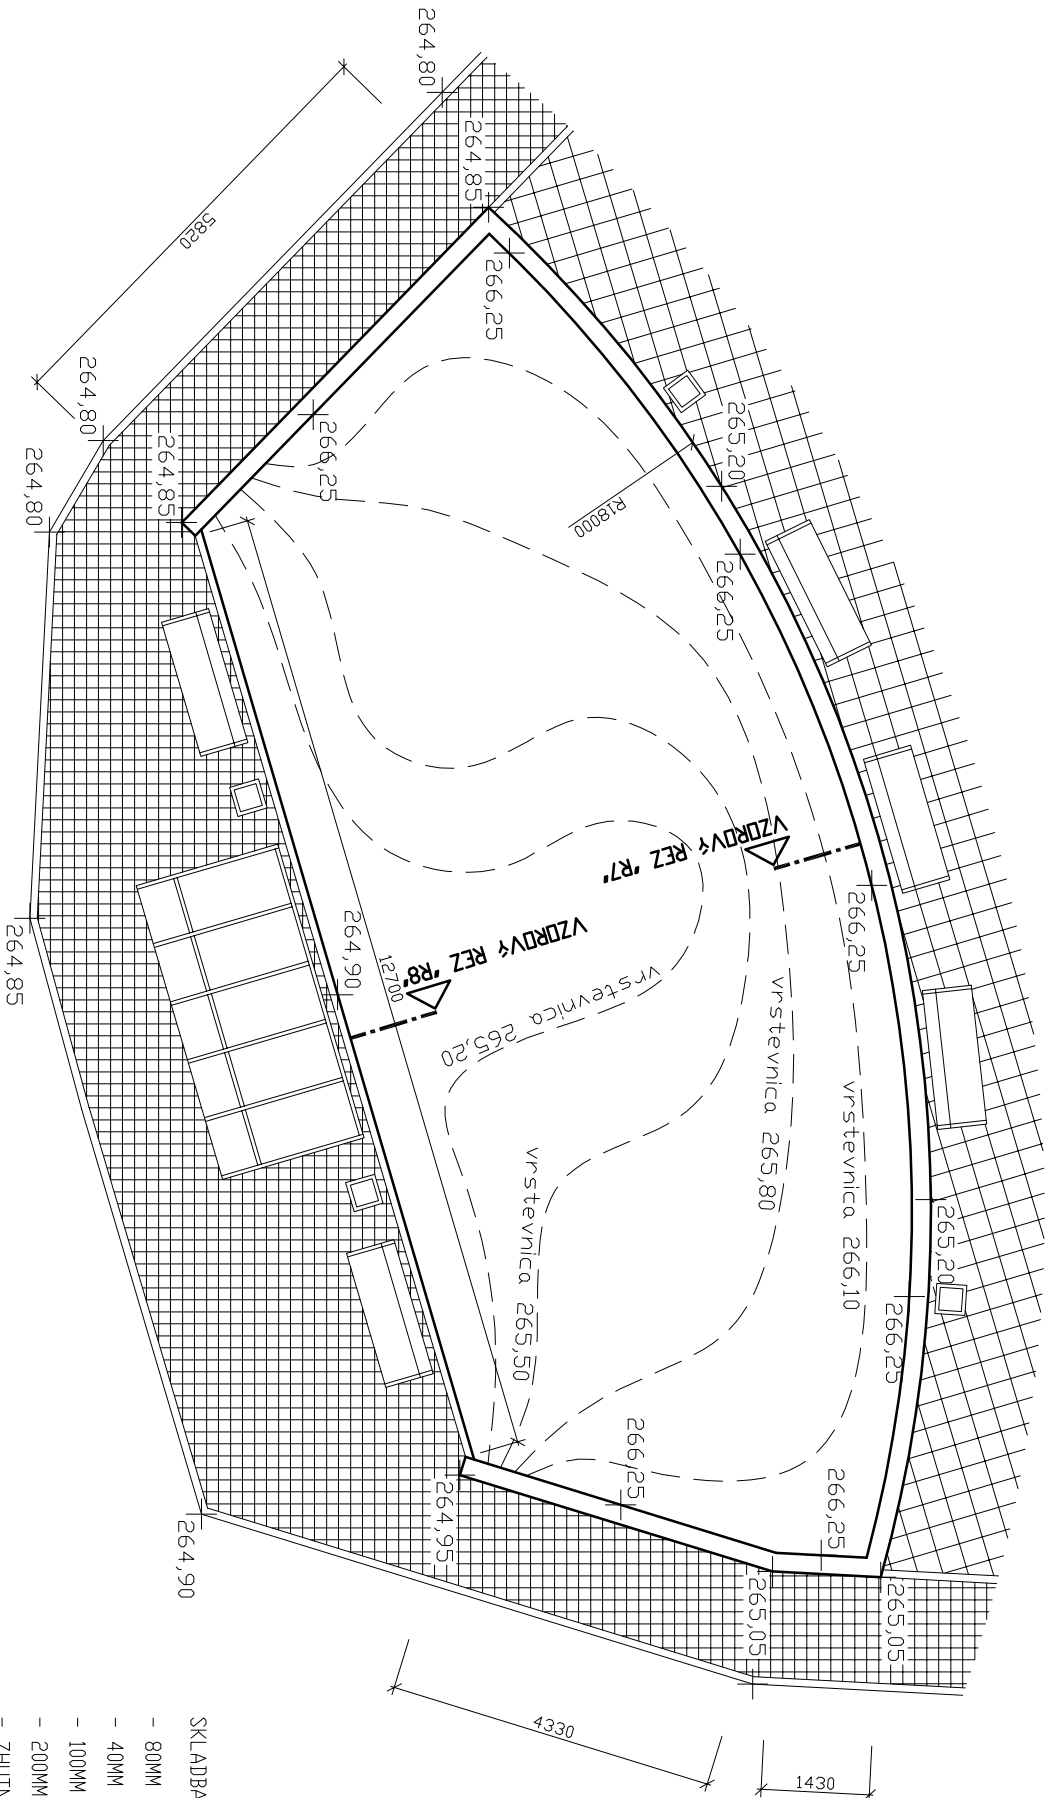 264,80
264,85
5820
266,25
264,80
264,85
264,80
266,25
265,20
R18000
266,25
VZOROVÝ REZ "R7"
266,25
VZOROVÝ REZ "R8"
264,90
12700
264,85
vrstevnica 265,20
vrstevnica 265,80
vrstevnica 266,10
vrstevnica 265,50
265,20
266,25
266,25
266,25
264,95
264,90
265,05
265,05
4330
1430
SKLADBA
- 80MM
- 40MM
- 100MM
- 200MM